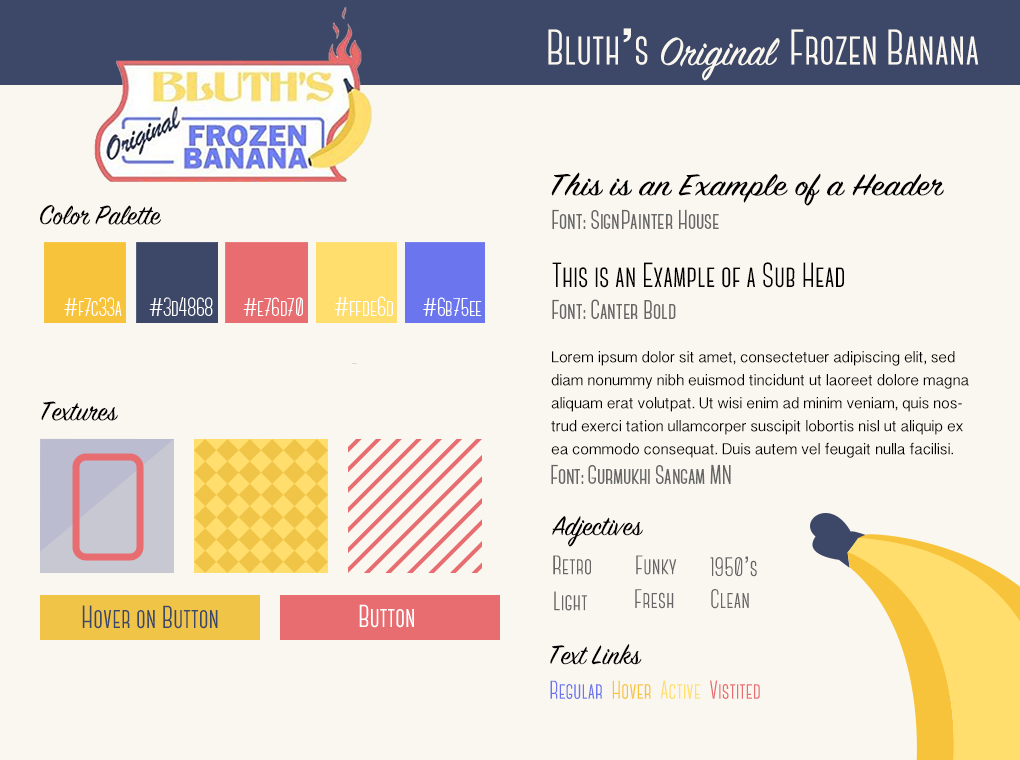 BLUTH'S Original FROZEN BANANA
BLUTH'S
Original
FROZEN
BANANA
Color Palette
#F7C33A #3D4868 #E76D70 #FFDE6D #6B75EE
Textures
Hover on Button
Button
This is an Example of a Header
Font: SignPainter House
This is an Example of a Sub Head
Font: Canter Bold
Lorem ipsum dolor sit amet, consectetuer adipiscing elit, sed
diam nonummy nibh euismod tincidunt ut laoreet dolore magna
aliquam erat volutpat. Ut wisi enim ad minim veniam, quis nos-
trud exerci tation ullamcorper suscipit lobortis nisl ut aliquip ex
ea commodo consequat. Duis autem vel feugait nulla facilisi.
Font: Gurmukhi Sangam MN
Adjectives
Retro Funky 1950's
Light Fresh Clean
Text Links
Regular Hover Active Vistited